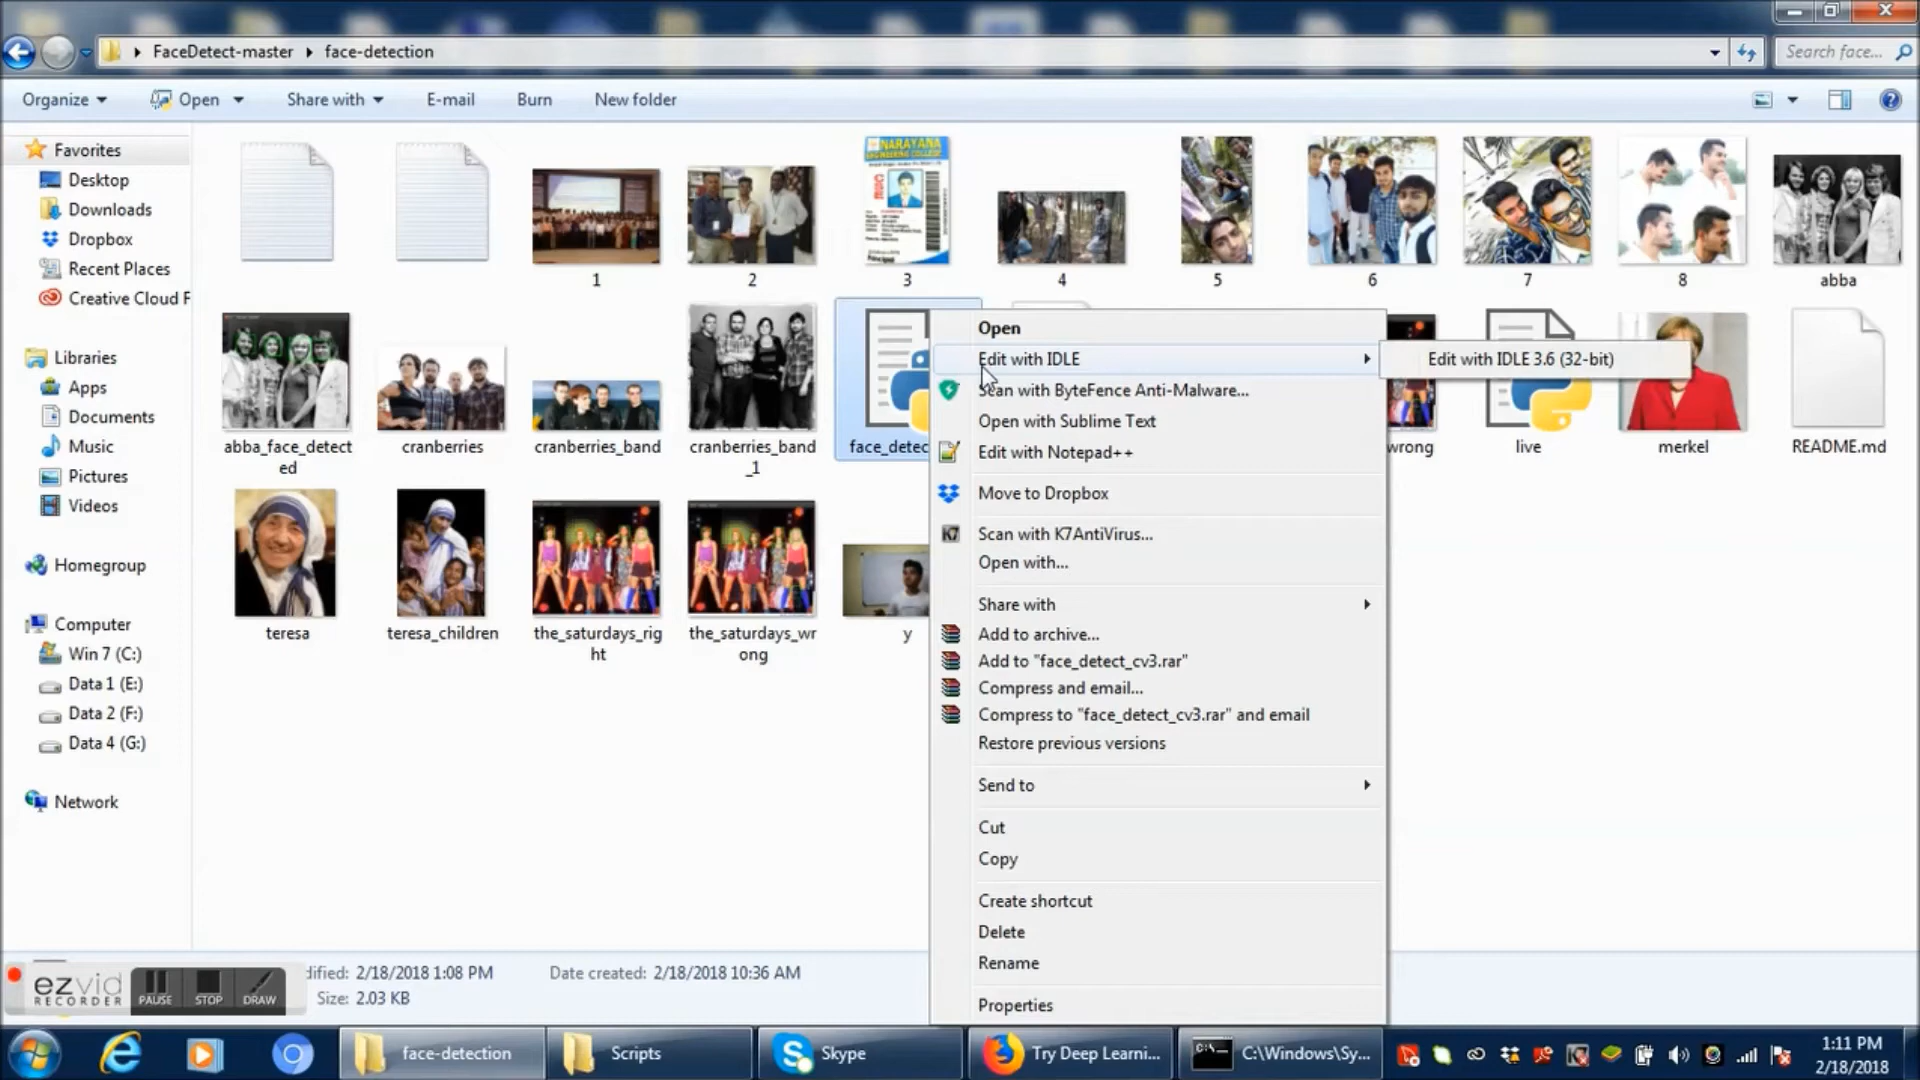 FaceDetect-master
face-detection
Search face...
Organize
Open
Share with
E-mail
Burn
New folder
Favorites
Desktop
Downloads
Dropbox
Recent Places
Creative Cloud F
Libraries
Apps
Documents
Music
Pictures
Videos
Homegroup
Computer
Win 7 (C:)
Data 1 (E:)
Data 2 (F:)
Data 4 (G:)
Network
NARAYANA
ENGINEERING COLLEGE
1
2
3
4
5
6
7
8
abba
abba_face_detect
ed
cranberries
cranberries_band
cranberries_band
_1
face_detec
wrong
live
merkel
README.md
teresa
teresa_children
the_saturdays_rig
ht
the_saturdays_wr
ong
y
Open
Edit with IDLE
Edit with IDLE 3.6 (32-bit)
Scan with ByteFence Anti-Malware...
Open with Sublime Text
Edit with Notepad++
Move to Dropbox
K7
Scan with K7AntiVirus...
Open with...
Share with
Add to archive...
Add to "face_detect_cv3.rar"
Compress and email...
Compress to "face_detect_cv3.rar" and email
Restore previous versions
Send to
Cut
Copy
Create shortcut
Delete
Rename
Properties
dified: 2/18/2018 1:08 PM
Date created: 2/18/2018 10:36 AM
Size: 2.03 KB
ezvid
RECORDER
PAUSE
STOP
DRAW
face-detection
Scripts
Skype
Try Deep Learni...
C:\Windows\Sy...
1:11 PM
2/18/2018